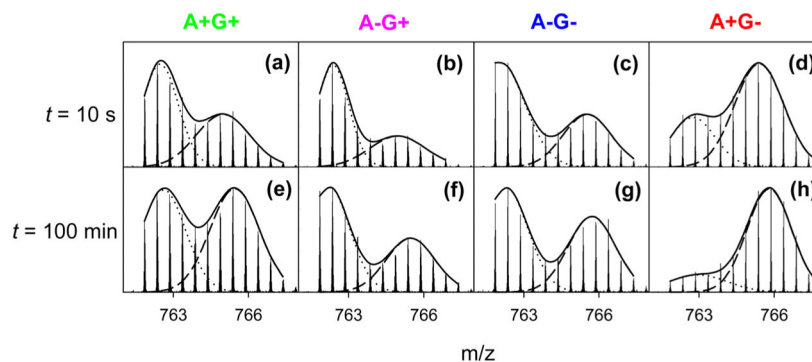 A+G+ A-G+ A-G- A+G-
t = 10 s (a) (b) (c) (d)
t = 100 min (e) (f) (g) (h)
763 766 763 766 763 766 763 766
m/z